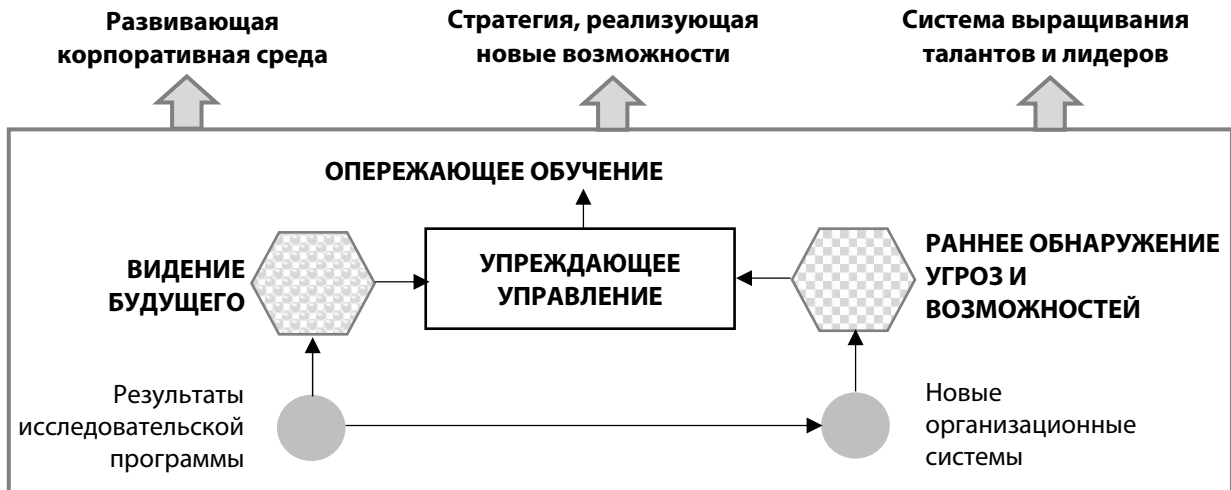 Развивающая
корпоративная среда
Стратегия, реализующая
новые возможности
Система выращивания
талантов и лидеров
ОПЕРЕЖАЮЩЕЕ ОБУЧЕНИЕ
ВИДЕНИЕ
БУДУЩЕГО
УПРЕЖДАЮЩЕЕ
УПРАВЛЕНИЕ
РАННЕЕ ОБНАРУЖЕНИЕ
УГРОЗ И
ВОЗМОЖНОСТЕЙ
Результаты
исследовательской
программы
Новые
организационные
системы